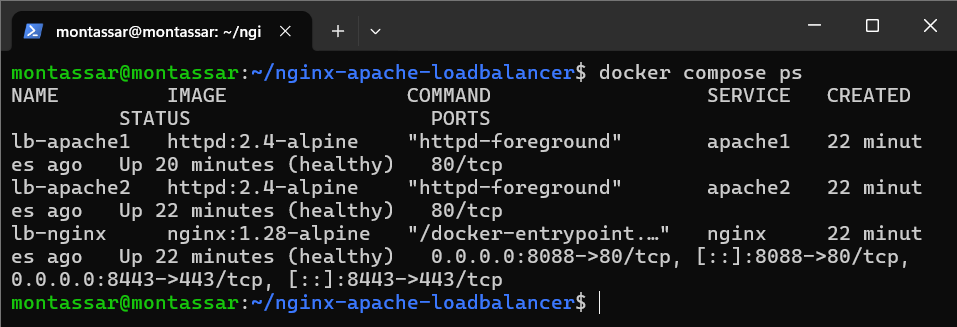 montassar@montassar: ~/ngi
montassar@montassar:~/nginx-apache-loadbalancer$ docker compose ps
NAME         IMAGE               COMMAND                  SERVICE   CREATED
         STATUS                    PORTS
lb-apache1   httpd:2.4-alpine    "httpd-foreground"       apache1   22 minut
es ago   Up 20 minutes (healthy)   80/tcp
lb-apache2   httpd:2.4-alpine    "httpd-foreground"       apache2   22 minut
es ago   Up 22 minutes (healthy)   80/tcp
lb-nginx     nginx:1.28-alpine   "/docker-entrypoint.…"   nginx     22 minut
es ago   Up 22 minutes (healthy)   0.0.0.0:8088->80/tcp, [::]:8088->80/tcp,
0.0.0.0:8443->443/tcp, [::]:8443->443/tcp
montassar@montassar:~/nginx-apache-loadbalancer$